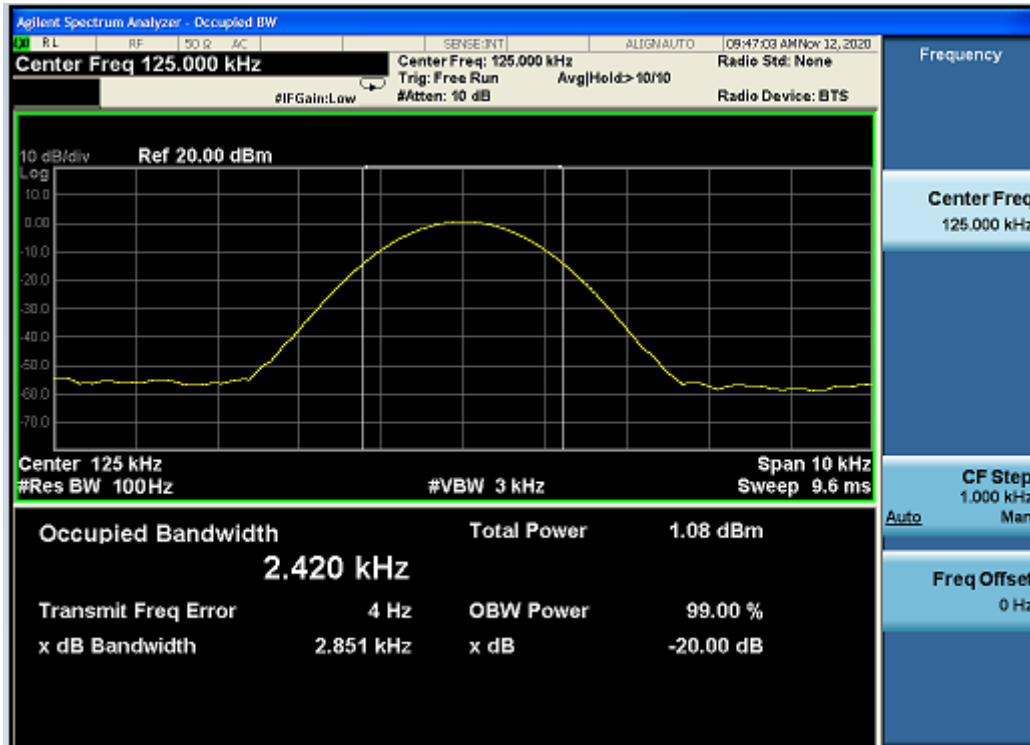 Agilent Spectrum Analyzer - Occupied BW
RL RF 50 Ω AC SENSE:INT ALIGN AUTO 09:47:03 AM Nov 12, 2020
Center Freq 125.000 kHz
Center Freq: 125.000 kHz
Radio Std: None
Trig: Free Run Avg|Hold:> 10/10
#IFGain:Low
#Atten: 10 dB
Radio Device: BTS
10 dB/div Ref 20.00 dBm
Log
10.0
0.00
-10.0
-20.0
-30.0
-40.0
-50.0
-60.0
-70.0
Center 125 kHz
Span 10 kHz
#Res BW 100 Hz
#VBW 3 kHz
Sweep 9.6 ms
Occupied Bandwidth
Total Power 1.08 dBm
2.420 kHz
Transmit Freq Error 4 Hz
OBW Power 99.00 %
x dB Bandwidth 2.851 kHz
x dB -20.00 dB
Frequency
Center Freq
125.000 kHz
CF Step
1.000 kHz
Auto Man
Freq Offset
0 Hz